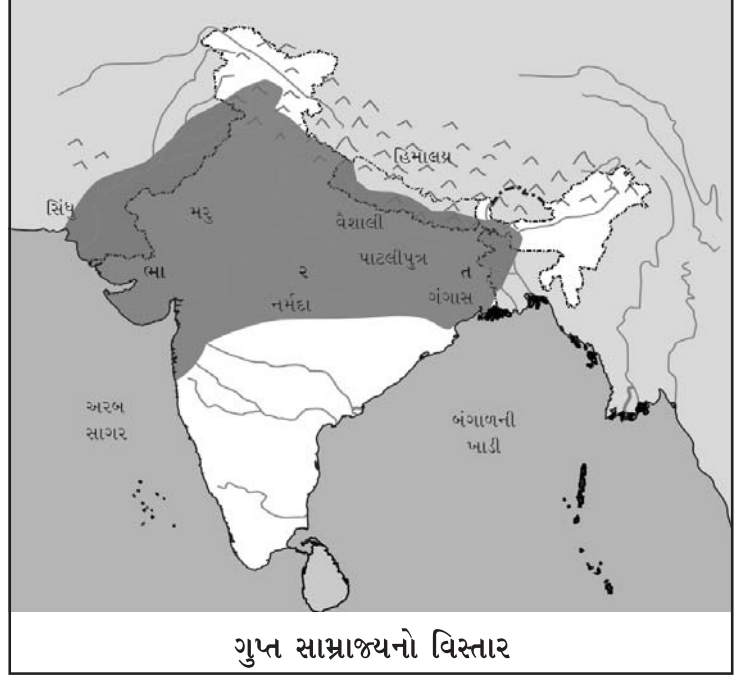 હિમાલય
સિંધુ
મરુ
વૈશાલી
પાટલીપુત્ર
ભા ર ત
નર્મદા
ગંગાસ
અરબ
સાગર
બંગાળની
ખાડી
ગુપ્ત સામ્રાજ્યનો વિસ્તાર